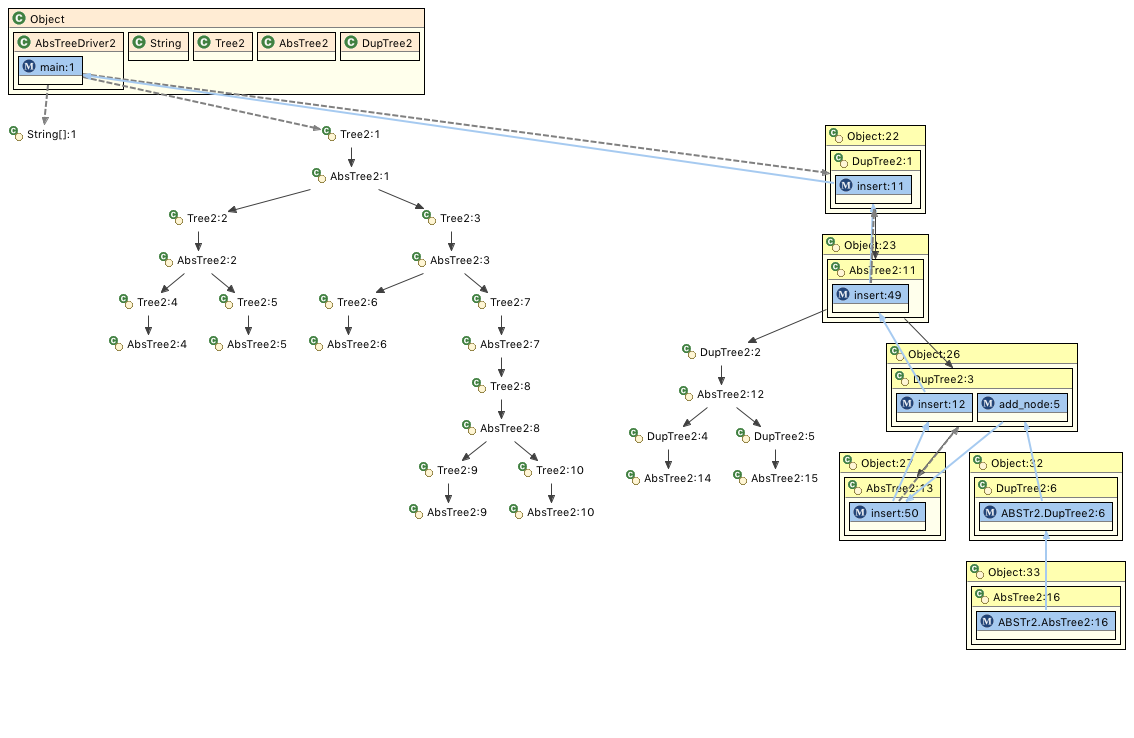 Object
AbsTreeDriver2 String Tree2 AbsTree2 DupTree2
main:1
String[]:1 Tree2:1
AbsTree2:1
Tree2:2 Tree2:3
AbsTree2:2 AbsTree2:3
Tree2:4 Tree2:5 Tree2:6 Tree2:7
AbsTree2:4 AbsTree2:5 AbsTree2:6 AbsTree2:7
Tree2:8
AbsTree2:8
Tree2:9 Tree2:10
AbsTree2:9 AbsTree2:10
Object:22
DupTree2:1
insert:11
Object:23
AbsTree2:11
insert:49
DupTree2:2
AbsTree2:12
DupTree2:4 DupTree2:5
AbsTree2:14 AbsTree2:15
Object:26
DupTree2:3
insert:12 add_node:5
Object:27
AbsTree2:13
insert:50
Object:32
DupTree2:6
ABSTr2.DupTree2:6
Object:33
AbsTree2:16
ABSTr2.AbsTree2:16